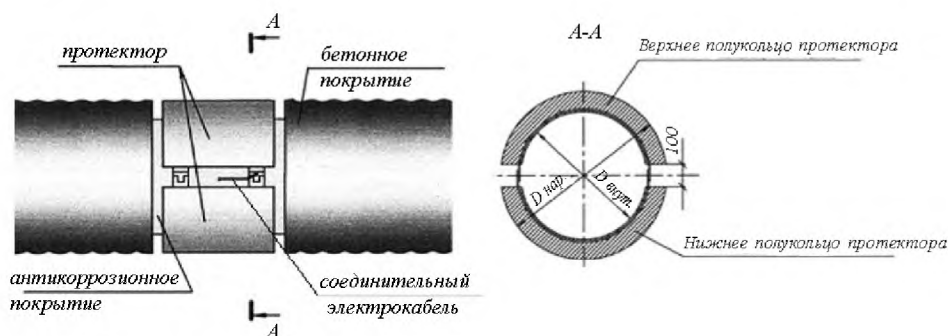 А
А-А
протектор
бетонное
покрытие
Верхнее полукольцо протектора
100
D нар.
D внут.
Нижнее полукольцо протектора
антикоррозионное
покрытие
соединительный
электрокабель
А